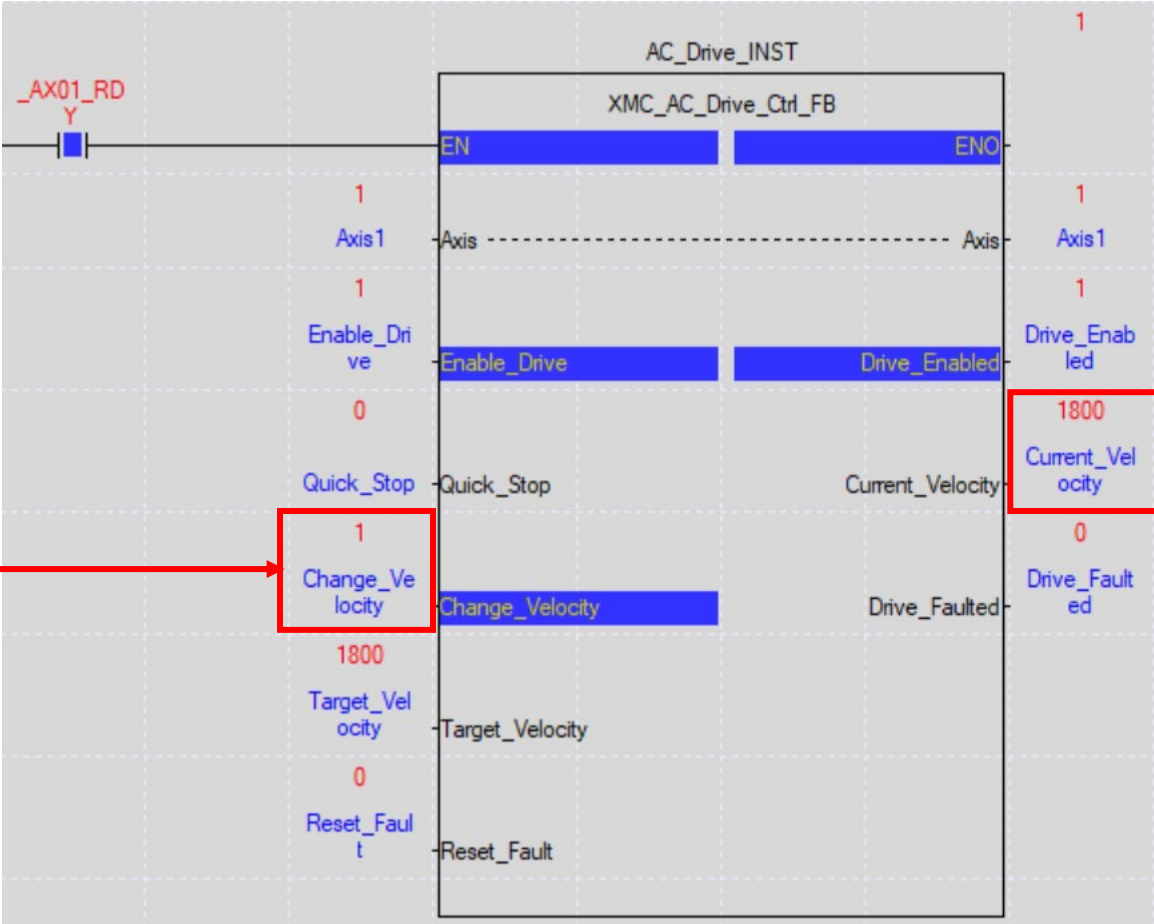 1
AC_Drive_INST
_AX01_RD
Y
XMC_AC_Drive_Ctrl_FB
EN ENO
1 1
Axis1 Axis Axis Axis1
1 1
Enable_Dri Drive_Enab
ve Enable_Drive Drive_Enabled led
0 1800
Current_Vel
Quick_Stop Quick_Stop Current_Velocity ocity
1 0
Change_Ve Drive_Fault
locity Change_Velocity Drive_Faulted ed
1800
Target_Vel
ocity Target_Velocity
0
Reset_Faul
t Reset_Fault